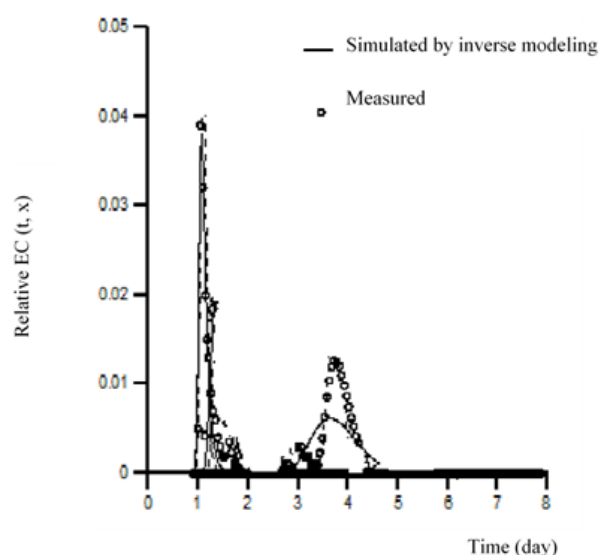 0.05
Simulated by inverse modeling
Measured
0.04
0.03
0.02
0.01
0
Relative EC (t, x)
0 1 2 3 4 5 6 7 8
Time (day)